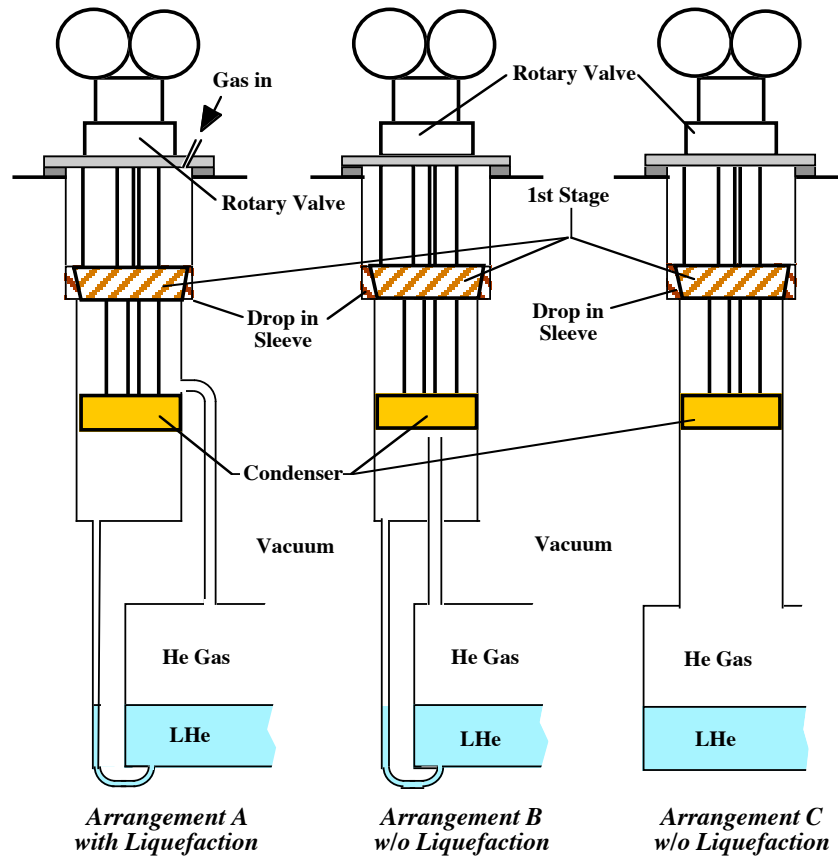 Gas in
Rotary Valve
Rotary Valve
1st Stage
Drop in
Sleeve
Drop in
Sleeve
Condenser
Vacuum
Vacuum
He Gas
He Gas
He Gas
LHe
LHe
LHe
Arrangement A
with Liquefaction
Arrangement B
w/o Liquefaction
Arrangement C
w/o Liquefaction